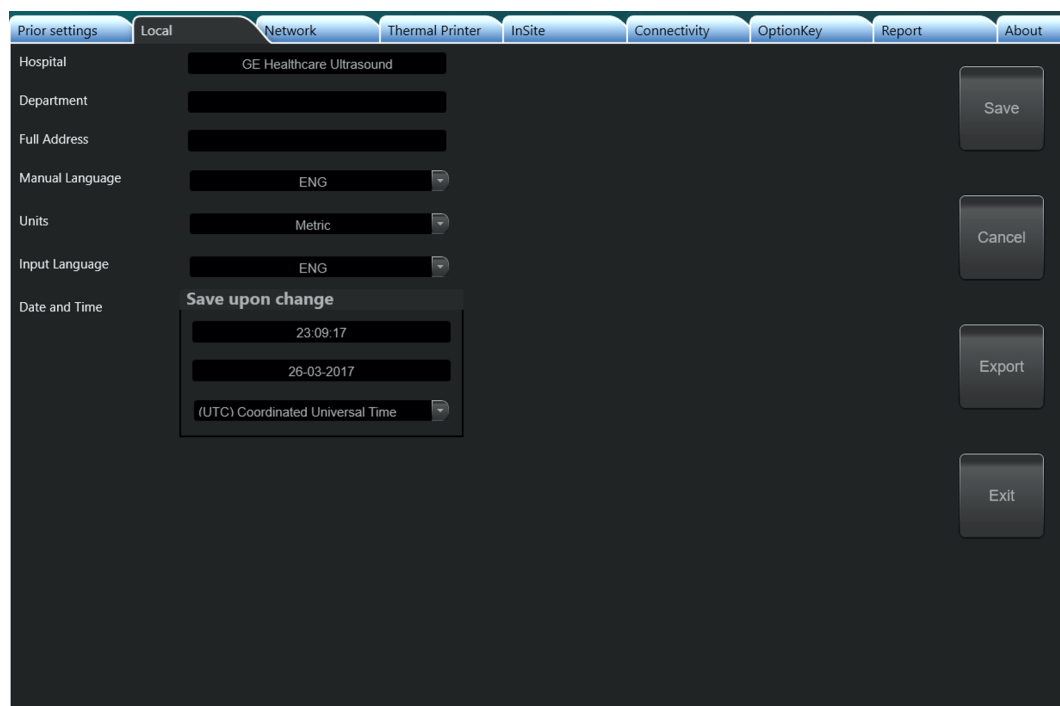 Prior settings Local Network Thermal Printer InSite Connectivity OptionKey Report About
Hospital GE Healthcare Ultrasound
Department
Full Address
Manual Language ENG
Units Metric
Input Language ENG
Date and Time Save upon change
23:09:17
26-03-2017
(UTC) Coordinated Universal Time
Save
Cancel
Export
Exit